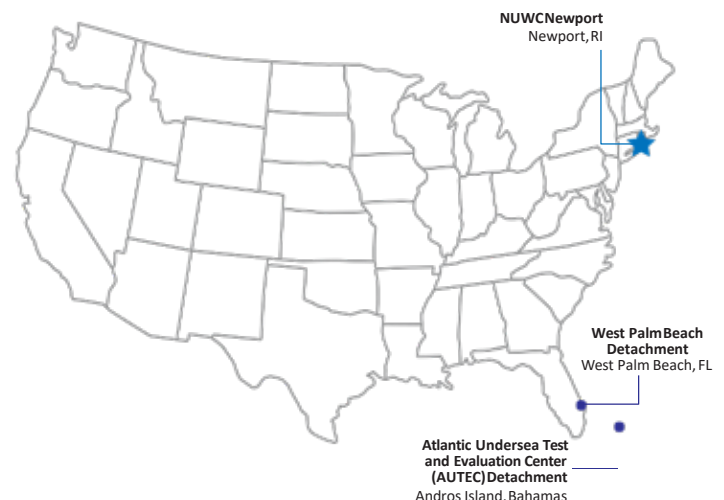 NUWCNewport
Newport, RI
West PalmBeach
Detachment
West Palm Beach, FL
Atlantic Undersea Test
and Evaluation Center
(AUTEC)Detachment
Andros Island, Bahamas